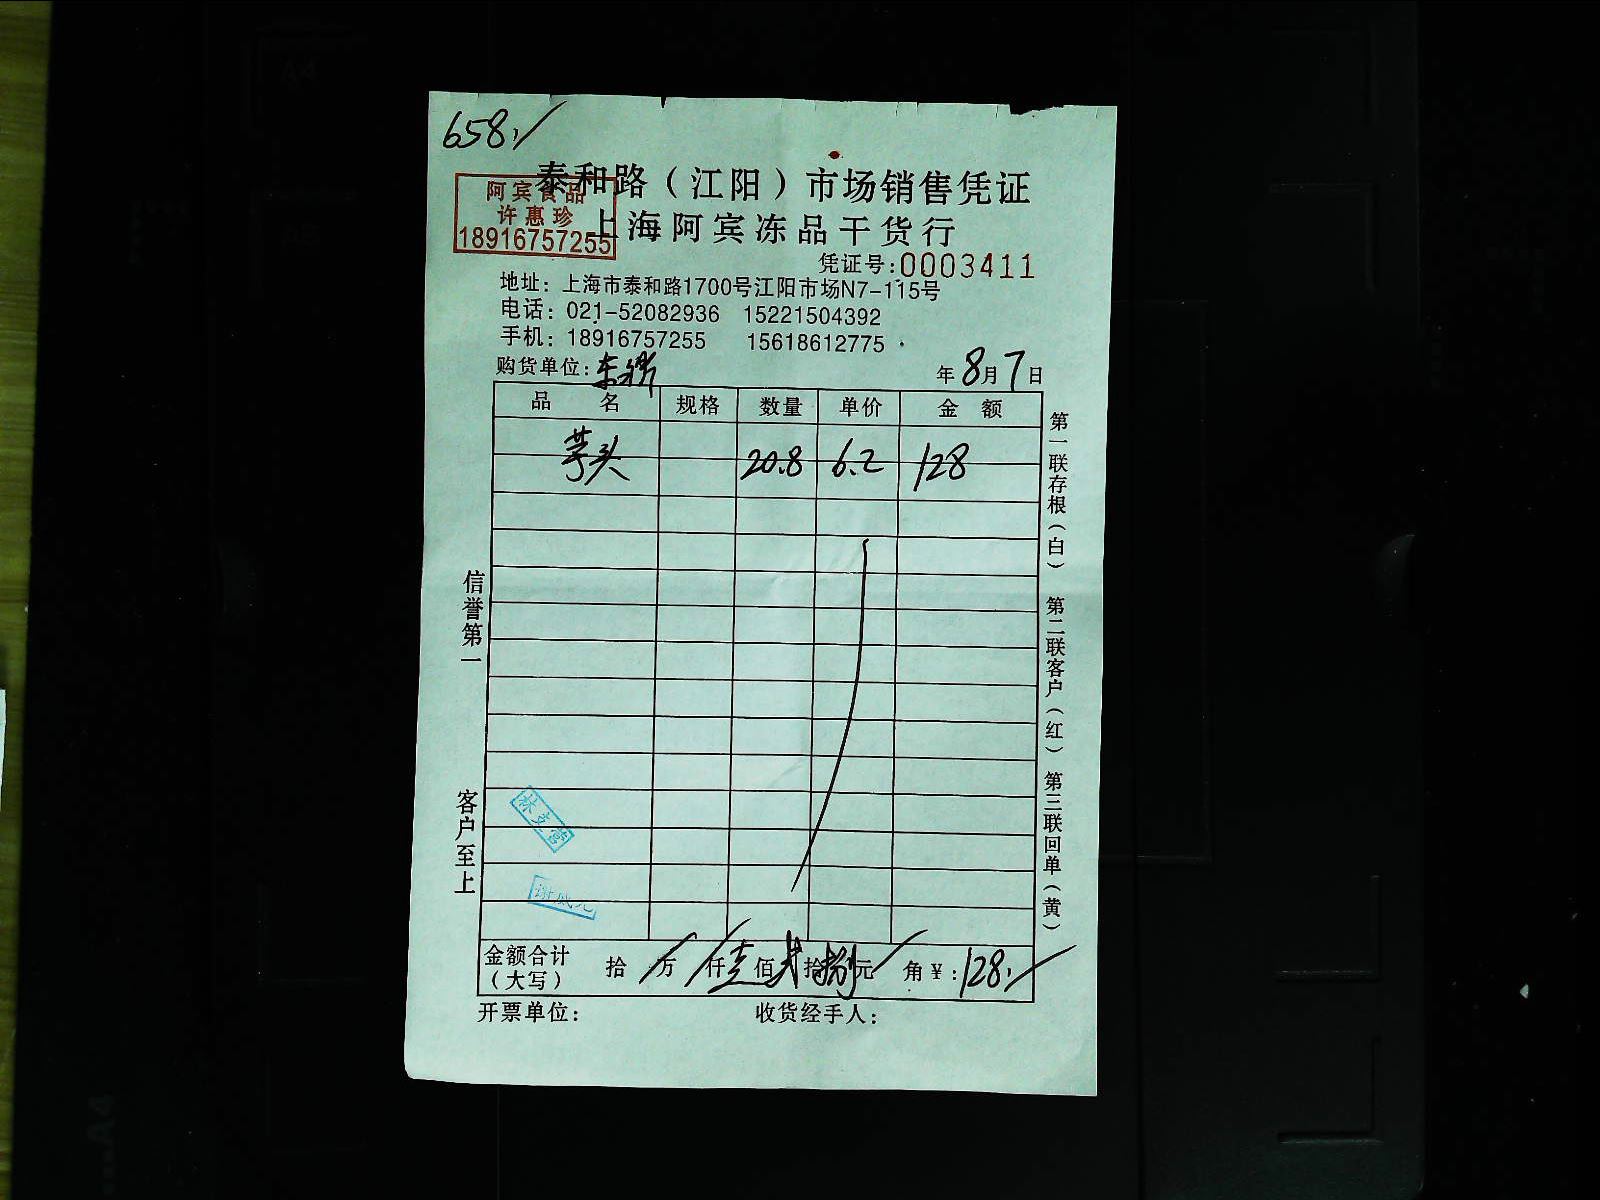 658./
泰和路（江阳）市场销售凭证
阿宾食品
许惠珍
18916757255
上海阿宾冻品干货行
凭证号:0003411
地址：上海市泰和路1700号江阳市场N7-115号
电话：021-52082936 15221504392
手机：18916757255 15618612775
购货单位: 年8月7日
品名 规格 数量 单价 金额
芋头 20.8 6.2 128
第一联存根（白） 第二联客户（红） 第三联回单（黄）
信誉第一 客户至上
林文营
金额合计（大写） 拾/万/仟壹佰贰拾捌元/角￥:128./
开票单位： 收货经手人：